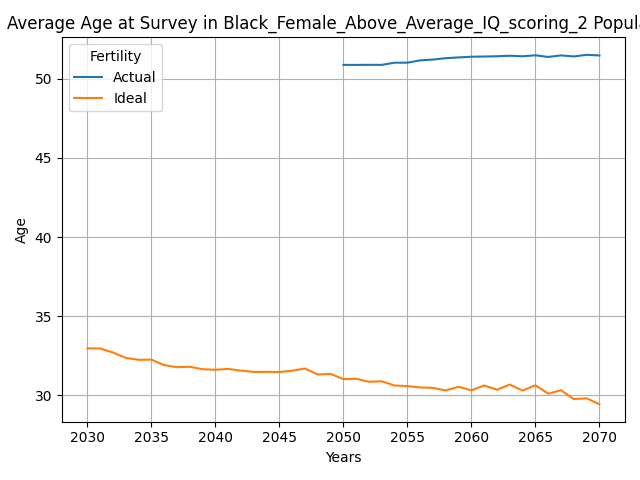 Average Age at Survey in Black_Female_Above_Average_IQ_scoring_2 Popul
Fertility
Actual
Ideal
50
45
40
35
30
Age
2030 2035 2040 2045 2050 2055 2060 2065 2070
Years